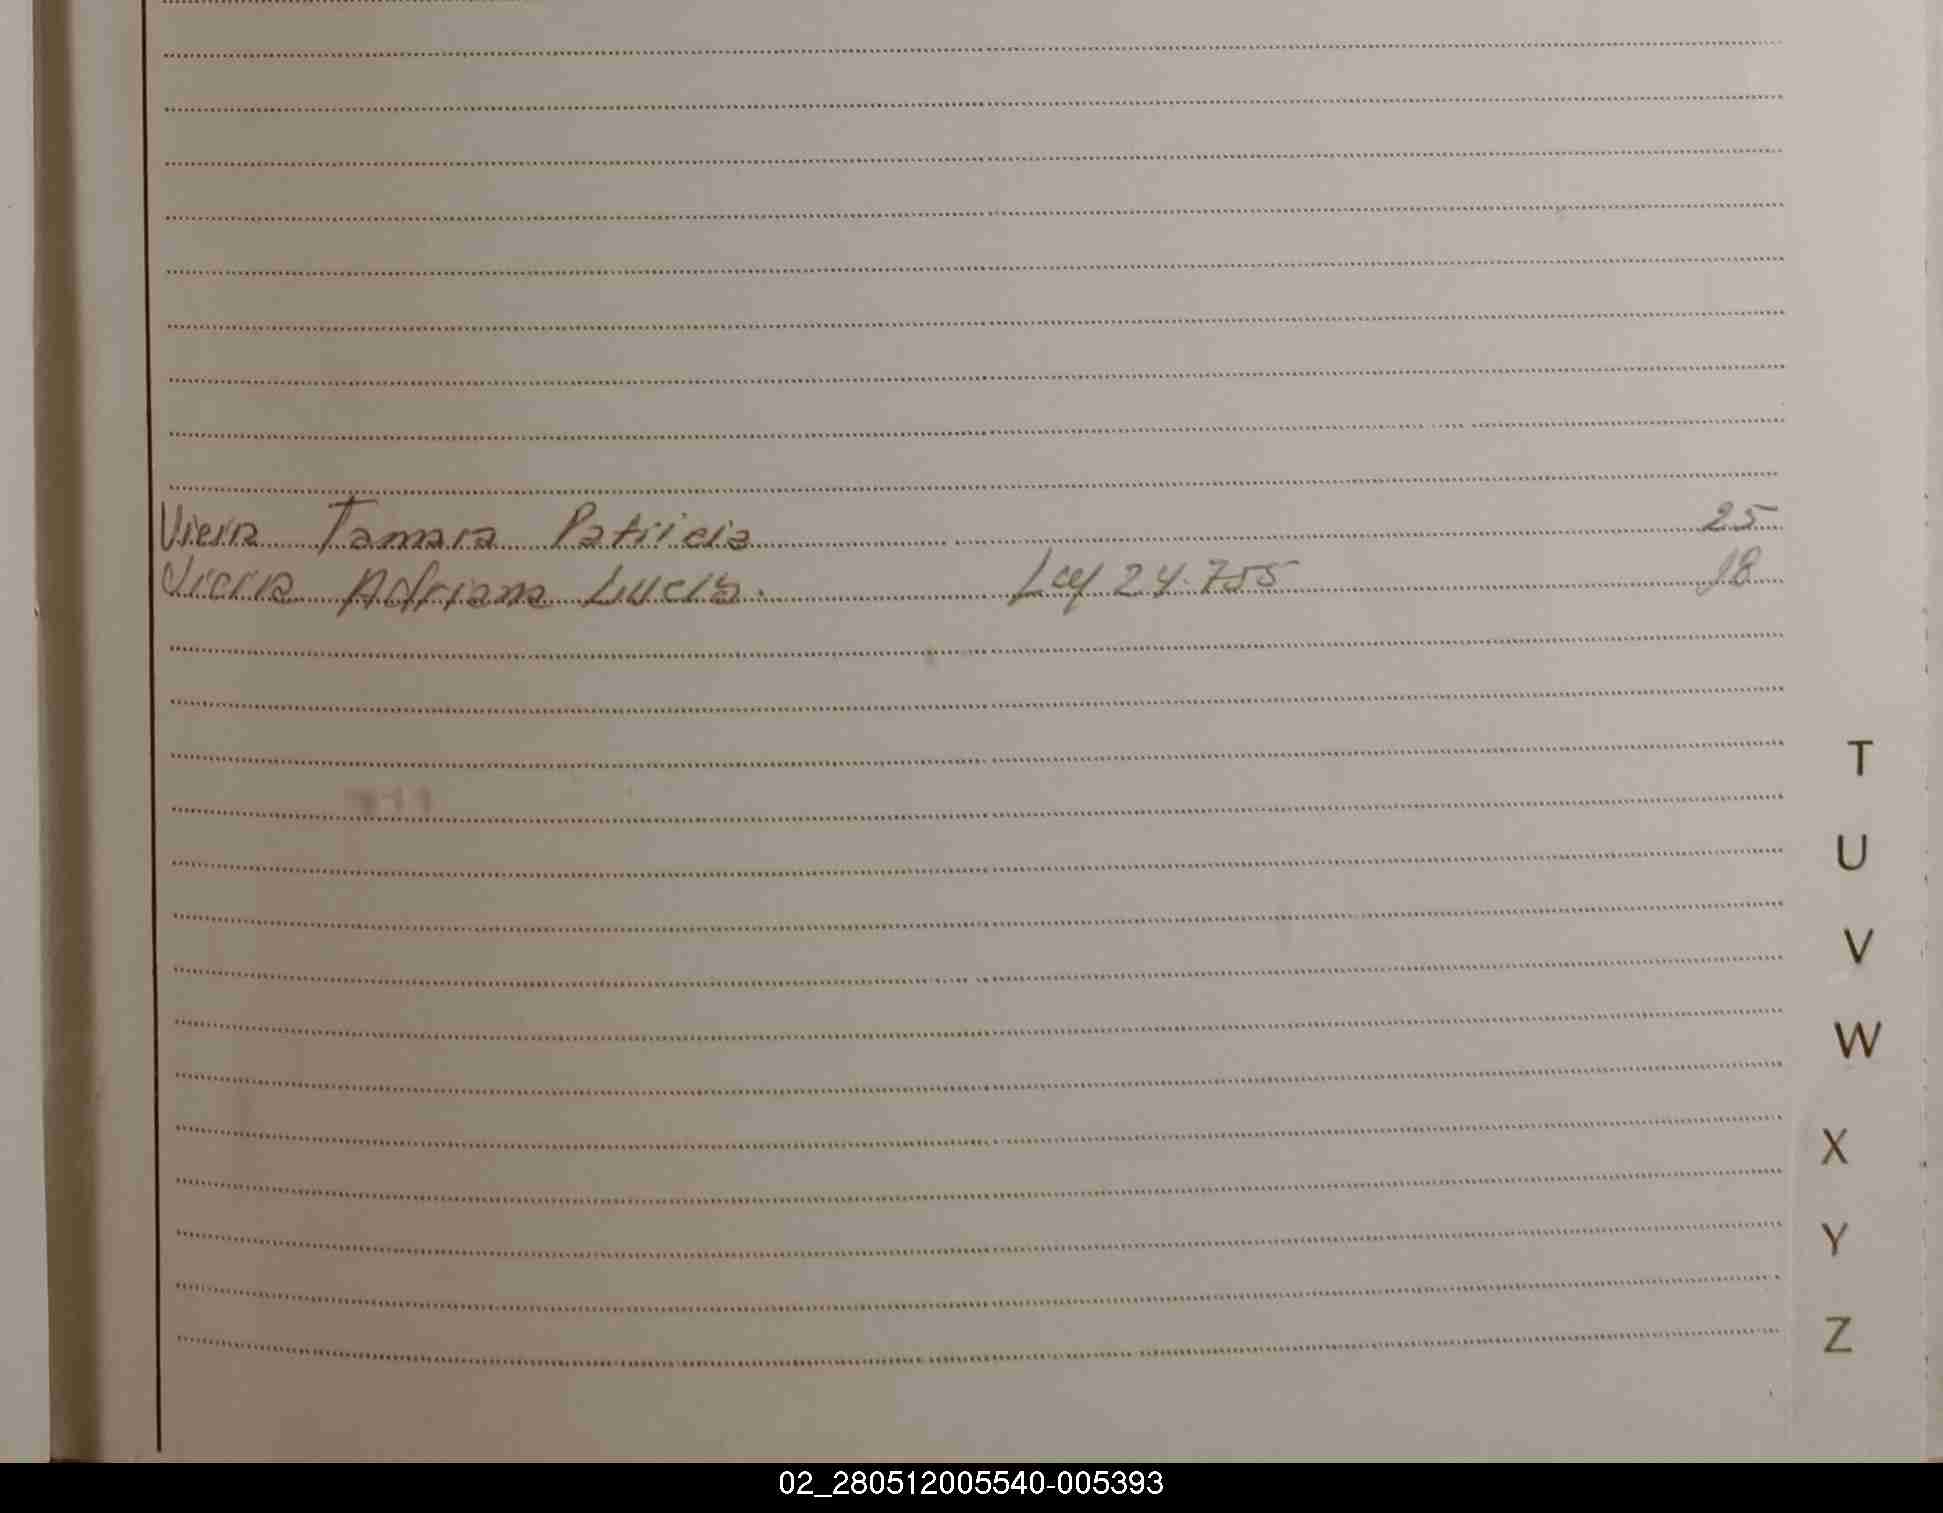 Vieira Tamara Patricia 25
Vieira Adriana Lucia. Ley 24.755 18
T
U
V
W
X
Y
Z
02_280512005540-005393